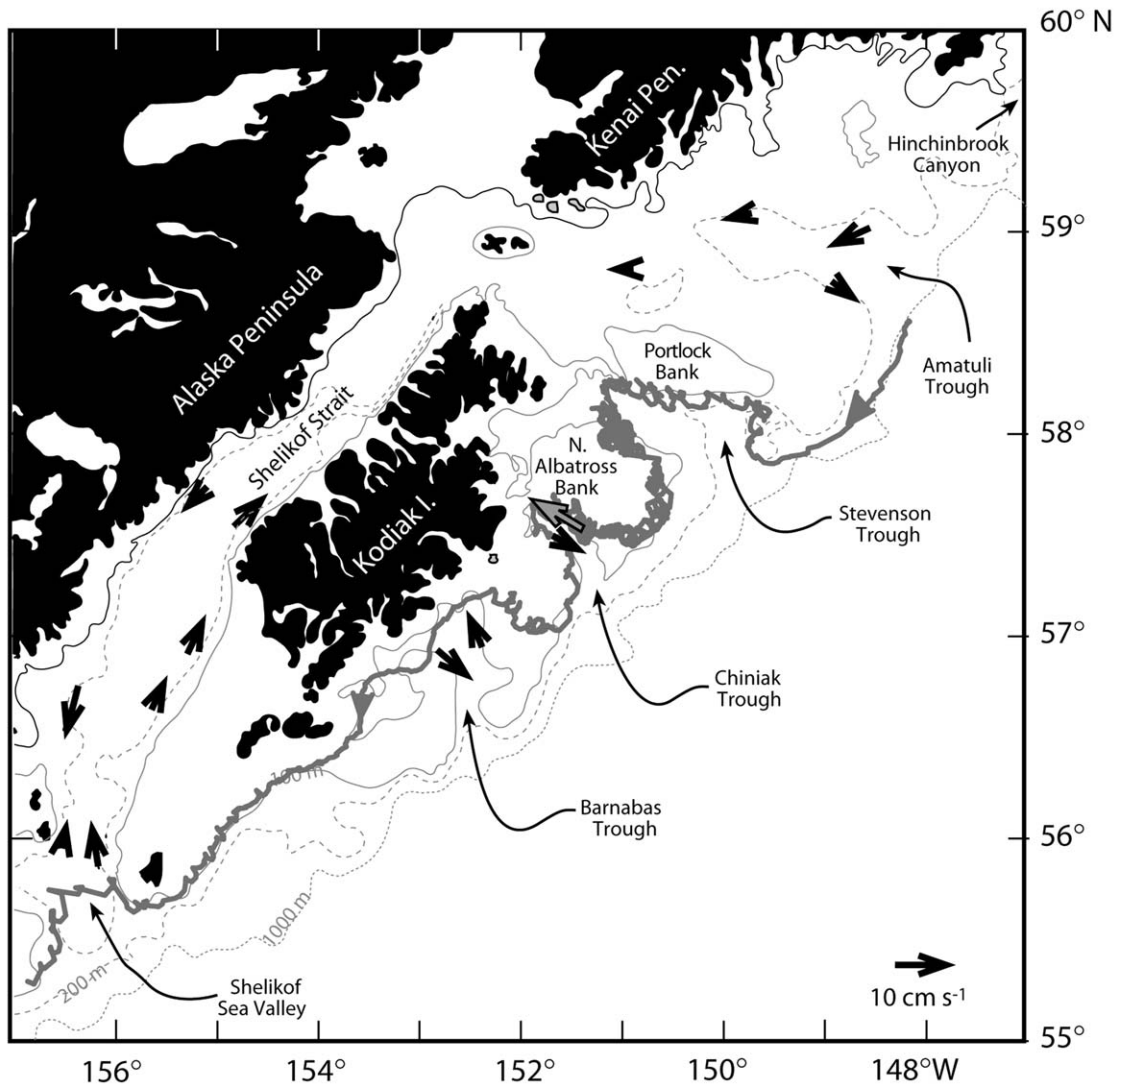 60° N
Kenai Pen.
Hinchinbrook
Canyon
59°
Alaska Peninsula
Portlock
Bank
Amatuli
Trough
Shelikof Strait
58°
N.
Albatross
Bank
Stevenson
Trough
Kodiak I.
57°
Chiniak
Trough
100 m
Barnabas
Trough
56°
1000 m
200 m
Shelikof
Sea Valley
10 cm s-1
55°
156°
154°
152°
150°
148°W